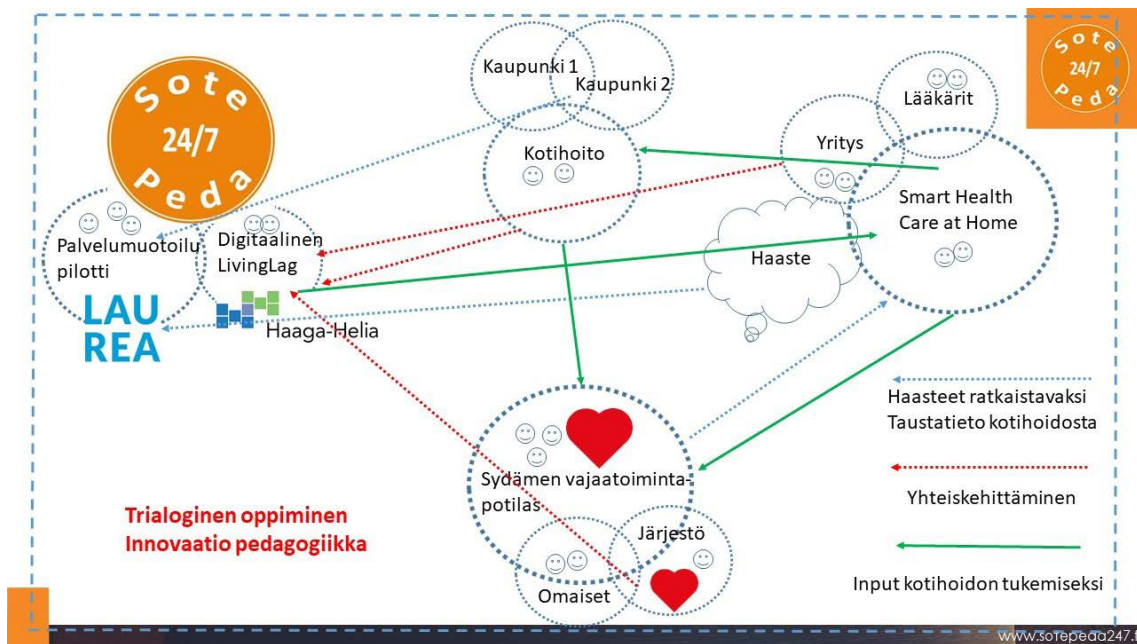 Sote
24/7
Peda
Kaupunki 1
Kaupunki 2
Kotihoito
Lääkärit
Yritys
Smart Health
Care at Home
Sote
24/7
Peda
Palvelumuotoilu
pilotti
Digitaalinen
LivingLag
LAU
REA
Haaga-Helia
Haaste
Sydämen vajaatoiminta-
potilas
Omaiset
Järjestö
Trialoginen oppiminen
Innovaatio pedagogiikka
Haasteet ratkaistavaksi
Taustatieto kotihoidosta
Yhteiskehittäminen
Input kotihoidon tukemiseksi
www.sotepeda247.